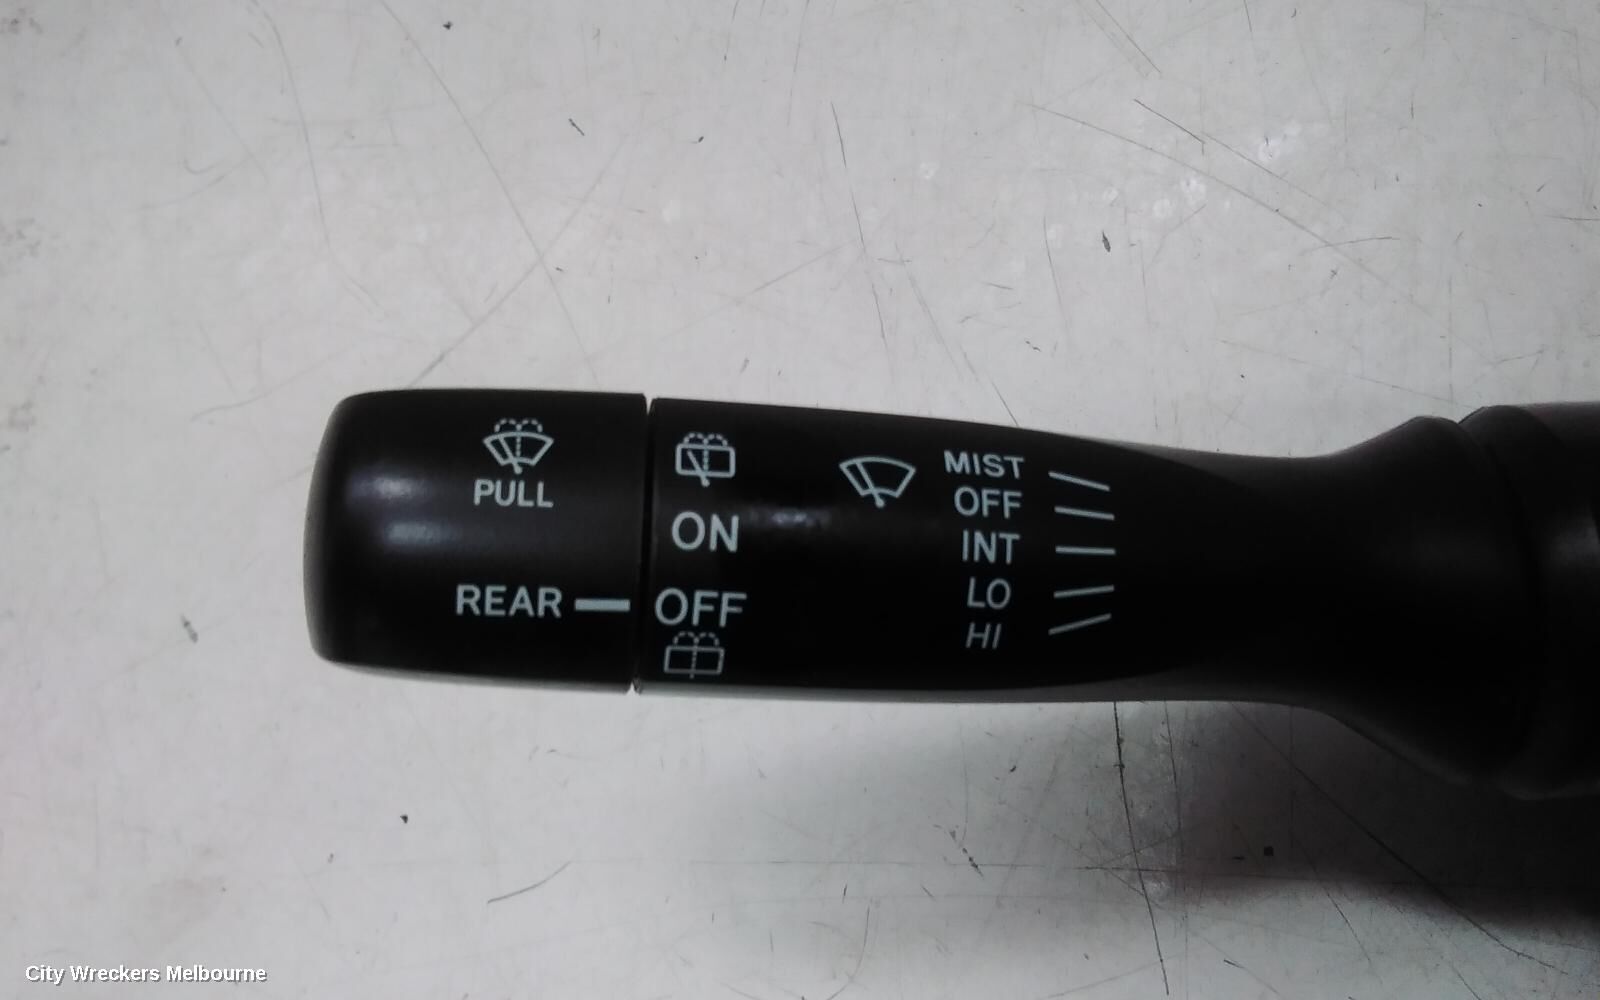 PULL
REAR
ON
OFF
MIST
OFF
INT
LO
HI
City Wreckers Melbourne